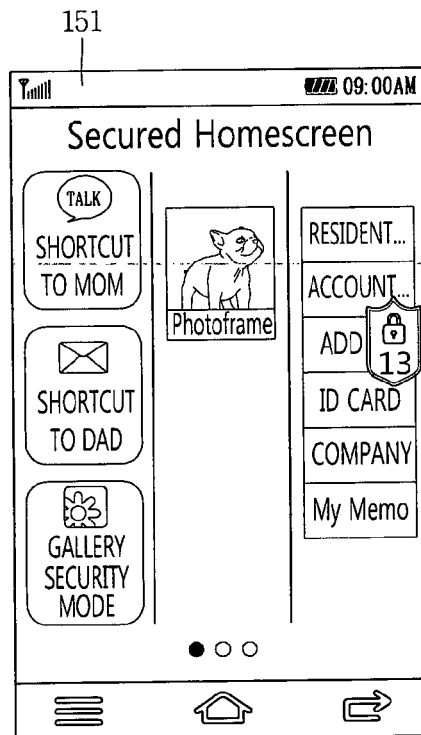 151
09:00AM
Secured Homescreen
TALK
SHORTCUT
TO MOM
SHORTCUT
TO DAD
GALLERY
SECURITY
MODE
Photoframe
RESIDENT...
ACCOUNT...
ADD
13
ID CARD
COMPANY
My Memo